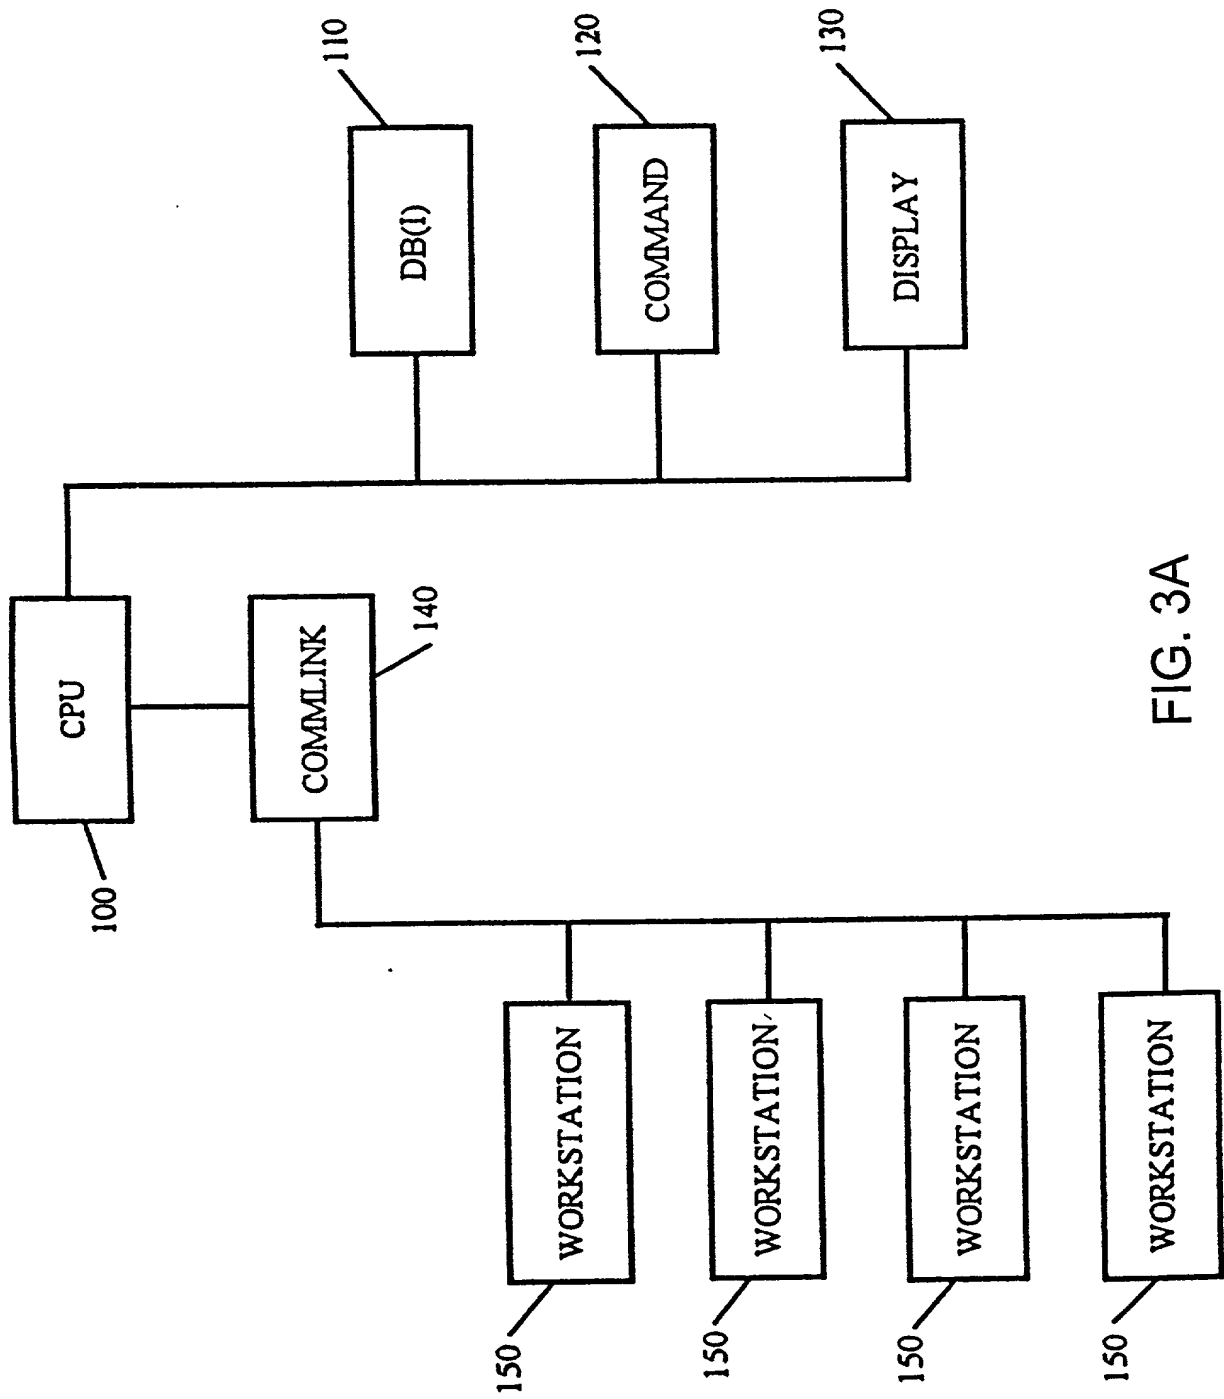 100
CPU
COMMLINK
140
110
DB(I)
120
COMMAND
130
DISPLAY
150
WORKSTATION
150
WORKSTATION
150
WORKSTATION
150
WORKSTATION
FIG. 3A